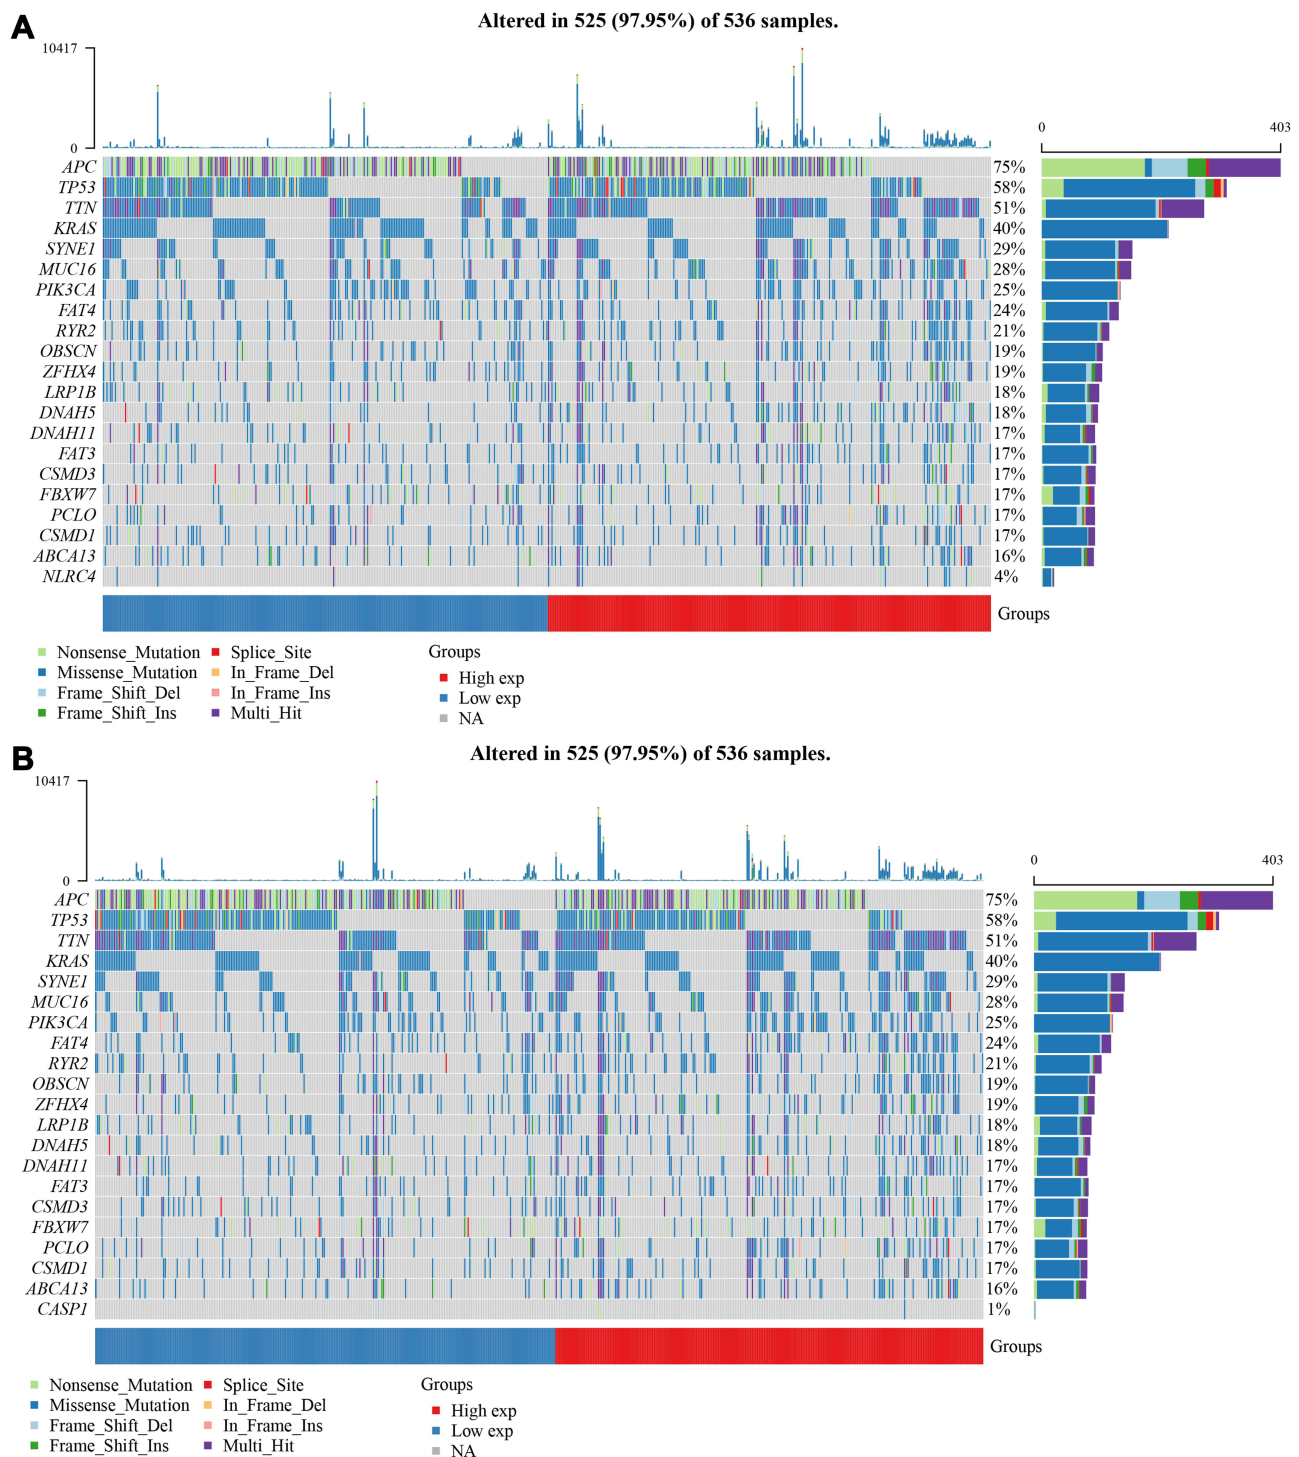 A
Altered in 525 (97.95%) of 536 samples.
10417
0
0 403
APC 75%
TP53 58%
TTN 51%
KRAS 40%
SYNE1 29%
MUC16 28%
PIK3CA 25%
FAT4 24%
RYR2 21%
OBSCN 19%
ZFHX4 19%
LRP1B 18%
DNAH5 18%
DNAH11 17%
FAT3 17%
CSMD3 17%
FBXW7 17%
PCLO 17%
CSMD1 17%
ABCA13 16%
NLRC4 4%
Groups
Nonsense_Mutation Splice_Site Groups
Missense_Mutation In_Frame_Del High exp
Frame_Shift_Del In_Frame_Ins Low exp
Frame_Shift_Ins Multi_Hit NA
B
Altered in 525 (97.95%) of 536 samples.
10417
0
0 403
APC 75%
TP53 58%
TTN 51%
KRAS 40%
SYNE1 29%
MUC16 28%
PIK3CA 25%
FAT4 24%
RYR2 21%
OBSCN 19%
ZFHX4 19%
LRP1B 18%
DNAH5 18%
DNAH11 17%
FAT3 17%
CSMD3 17%
FBXW7 17%
PCLO 17%
CSMD1 17%
ABCA13 16%
CASP1 1%
Groups
Nonsense_Mutation Splice_Site Groups
Missense_Mutation In_Frame_Del High exp
Frame_Shift_Del In_Frame_Ins Low exp
Frame_Shift_Ins Multi_Hit NA